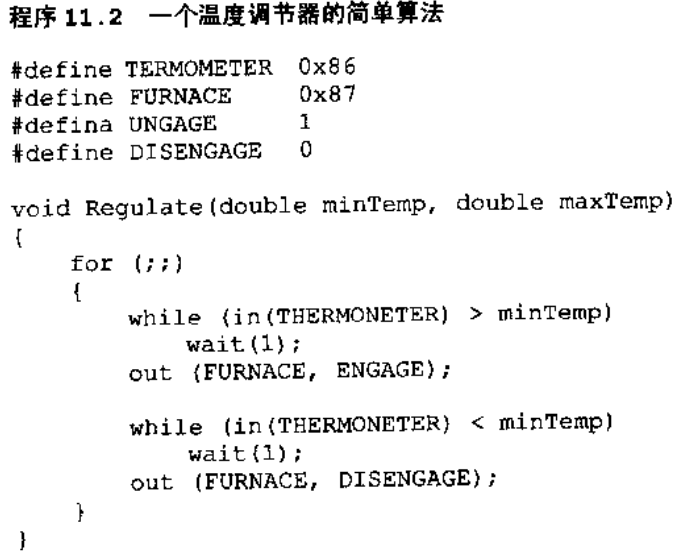 程序 11.2 一个温度调节器的简单算法
#define TERMOMETER 0x86
#define FURNACE 0x87
#defina UNGAGE 1
#define DISENGAGE 0
void Regulate(double minTemp, double maxTemp)
{
for (;;)
{
while (in(THERMONETER) > minTemp)
wait(1);
out (FURNACE, ENGAGE);
while (in(THERMONETER) < minTemp)
wait(1);
out (FURNACE, DISENGAGE);
}
}